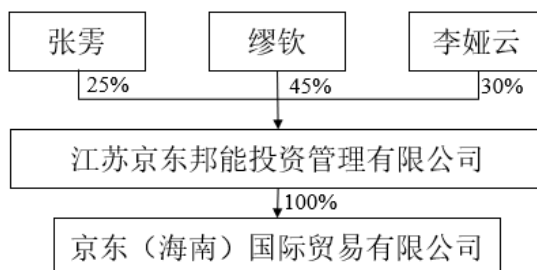 张雱 缪钦 李娅云
25% 45% 30%
江苏京东邦能投资管理有限公司
100%
京东（海南）国际贸易有限公司